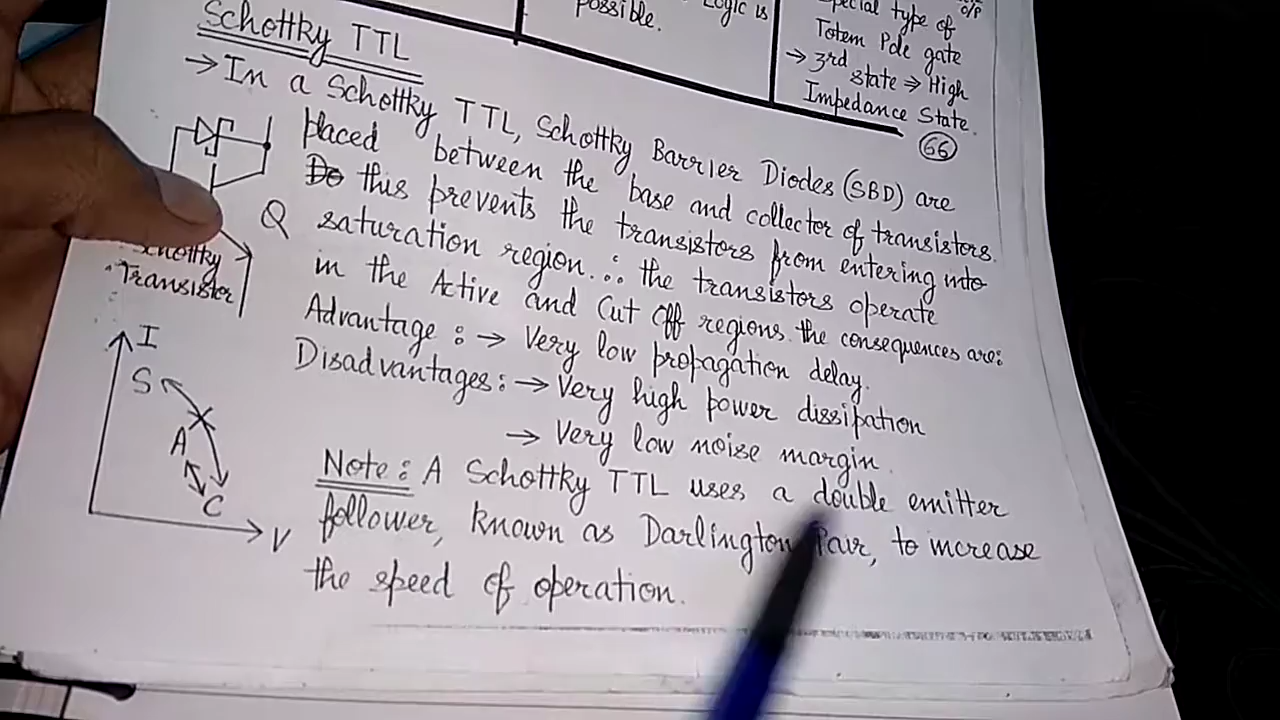 Logic is
possible.
special type of
O/P
Totem Pole gate
→ 3rd state ⇒ High
Impedance State.
66
Schottky TTL
→ In a Schottky TTL, Schottky Barrier Diodes (SBD) are
placed between the base and collector of transistors.
Do this prevents the transistors from entering into
saturation region. ∴ the transistors operate
in the Active and Cut Off regions. the consequences are:
Advantage : → Very low propagation delay.
Disadvantages : → Very high power dissipation
→ Very low noise margin.
Note : A Schottky TTL uses a double emitter
follower, known as Darlington Pair, to increase
the speed of operation.
Q
Schottky
Transistor
I
S
A
C
V